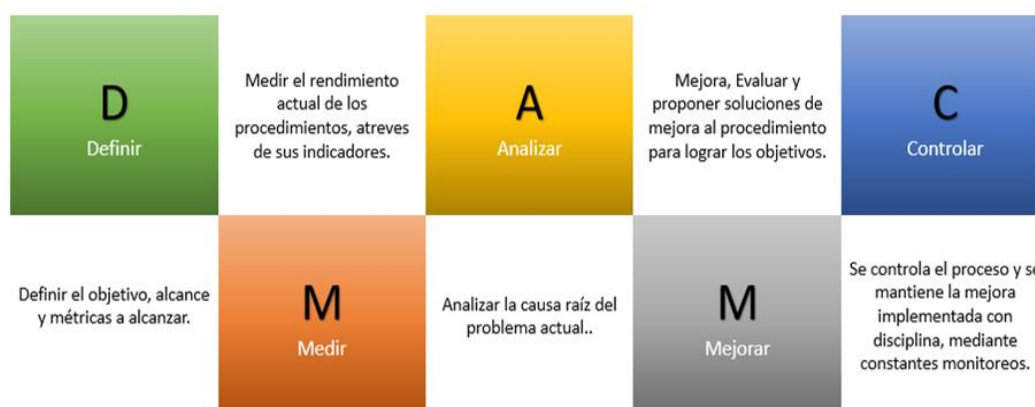 D
Definir
Medir el rendimiento
actual de los
procedimientos, atreves
de sus indicadores.
A
Analizar
Mejora, Evaluar y
proponer soluciones de
mejora al procedimiento
para lograr los objetivos.
C
Controlar
Definir el objetivo, alcance
y métricas a alcanzar.
M
Medir
Analizar la causa raíz del
problema actual..
M
Mejorar
Se controla el proceso y se
mantiene la mejora
implementada con
disciplina, mediante
constantes monitoreos.